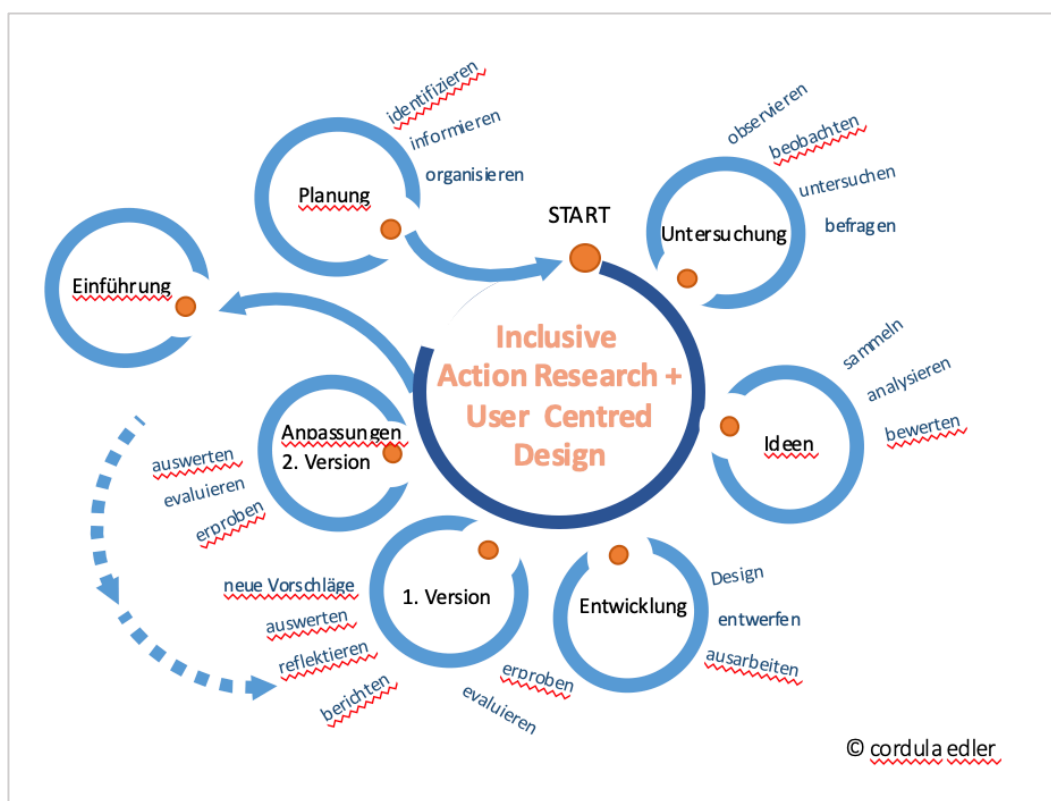 identifizieren
informieren
organisieren
Planung
START
observieren
beobachten
untersuchen
befragen
Untersuchung
Einführung
Inclusive
Action Research +
User Centred
Design
sammeln
analysieren
bewerten
Ideen
Anpassungen
2. Version
auswerten
evaluieren
erproben
neue Vorschläge
auswerten
reflektieren
berichten
1. Version
erproben
evaluieren
Entwicklung
Design
entwerfen
ausarbeiten
© cordula edler